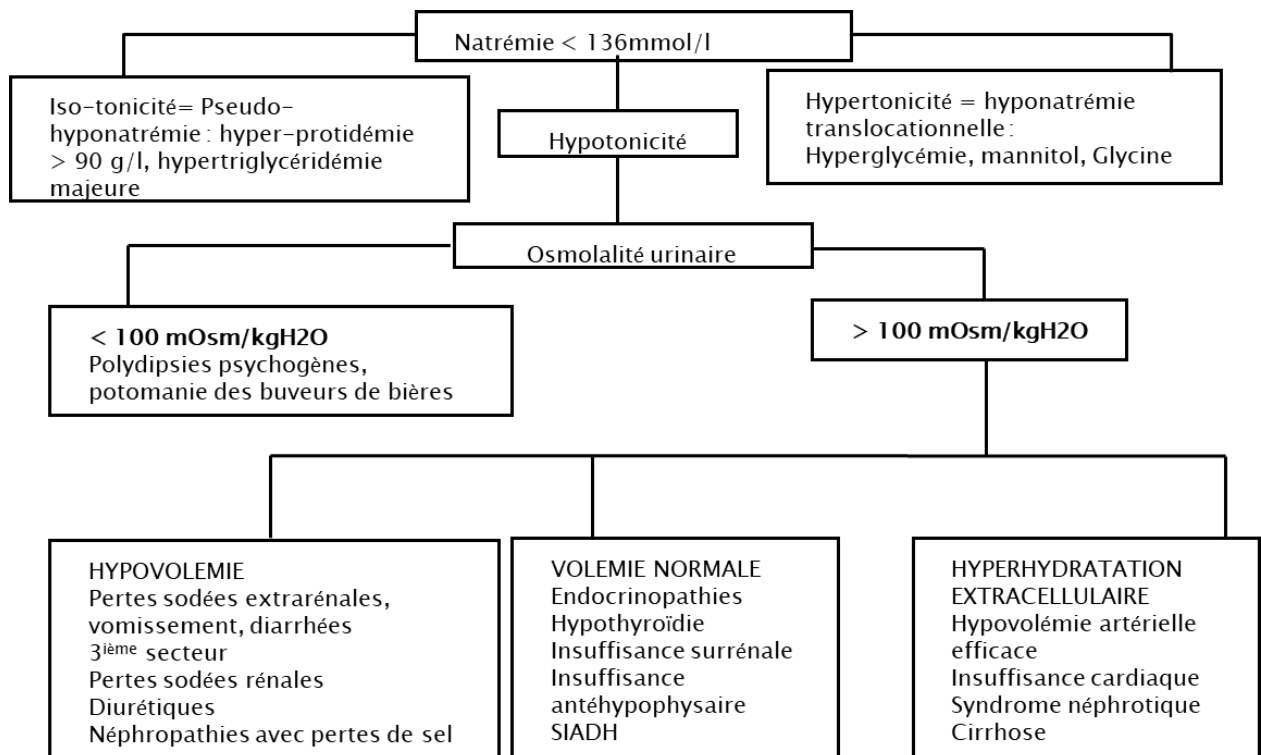 Natrémie < 136mmol/l
Iso-tonicité= Pseudo-
hyponatrémie : hyper-protidémie
> 90 g/l, hypertriglycéridémie
majeure
Hypotonicité
Hypertonicité = hyponatrémie
translocationnelle :
Hyperglycémie, mannitol, Glycine
Osmolalité urinaire
< 100 mOsm/kgH2O
Polydipsies psychogènes,
potomanie des buveurs de bières
> 100 mOsm/kgH2O
HYPOVOLEMIE
Pertes sodées extrarénales,
vomissement, diarrhées
3ième secteur
Pertes sodées rénales
Diurétiques
Néphropathies avec pertes de sel
VOLEMIE NORMALE
Endocrinopathies
Hypothyroïdie
Insuffisance surrénale
Insuffisance
antéhypophysaire
SIADH
HYPERHYDRATATION
EXTRACELLULAIRE
Hypovolémie artérielle
efficace
Insuffisance cardiaque
Syndrome néphrotique
Cirrhose